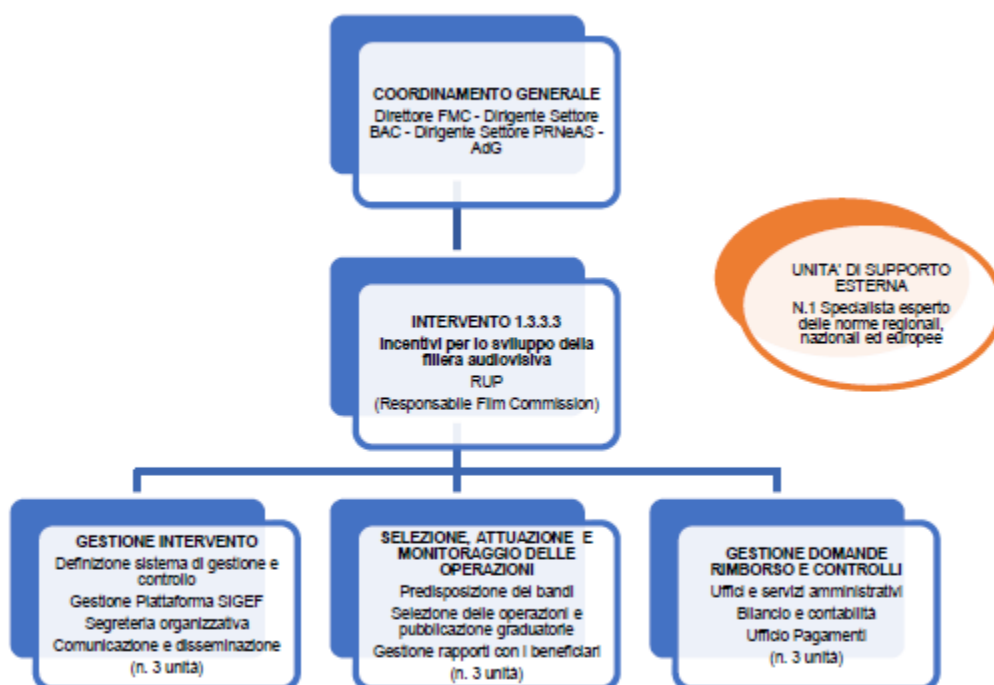 COORDINAMENTO GENERALE
Direttore FMC - Dirigente Settore
BAC - Dirigente Settore PRNeAS -
AdG
UNITA' DI SUPPORTO
ESTERNA
N.1 Specialista esperto
delle norme regionali,
nazionali ed europee
INTERVENTO 1.3.3.3
Incentivi per lo sviluppo della
filiera audiovisiva
RUP
(Responsabile Film Commission)
GESTIONE INTERVENTO
Definizione sistema di gestione e
controllo
Gestione Piattaforma SIGEF
Segreteria organizzativa
Comunicazione e disseminazione
(n. 3 unità)
SELEZIONE, ATTUAZIONE E
MONITORAGGIO DELLE
OPERAZIONI
Predisposizione dei bandi
Selezione delle operazioni e
pubblicazione graduatorie
Gestione rapporti con i beneficiari
(n. 3 unità)
GESTIONE DOMANDE
RIMBORSO E CONTROLLI
Uffici e servizi amministrativi
Bilancio e contabilità
Ufficio Pagamenti
(n. 3 unità)